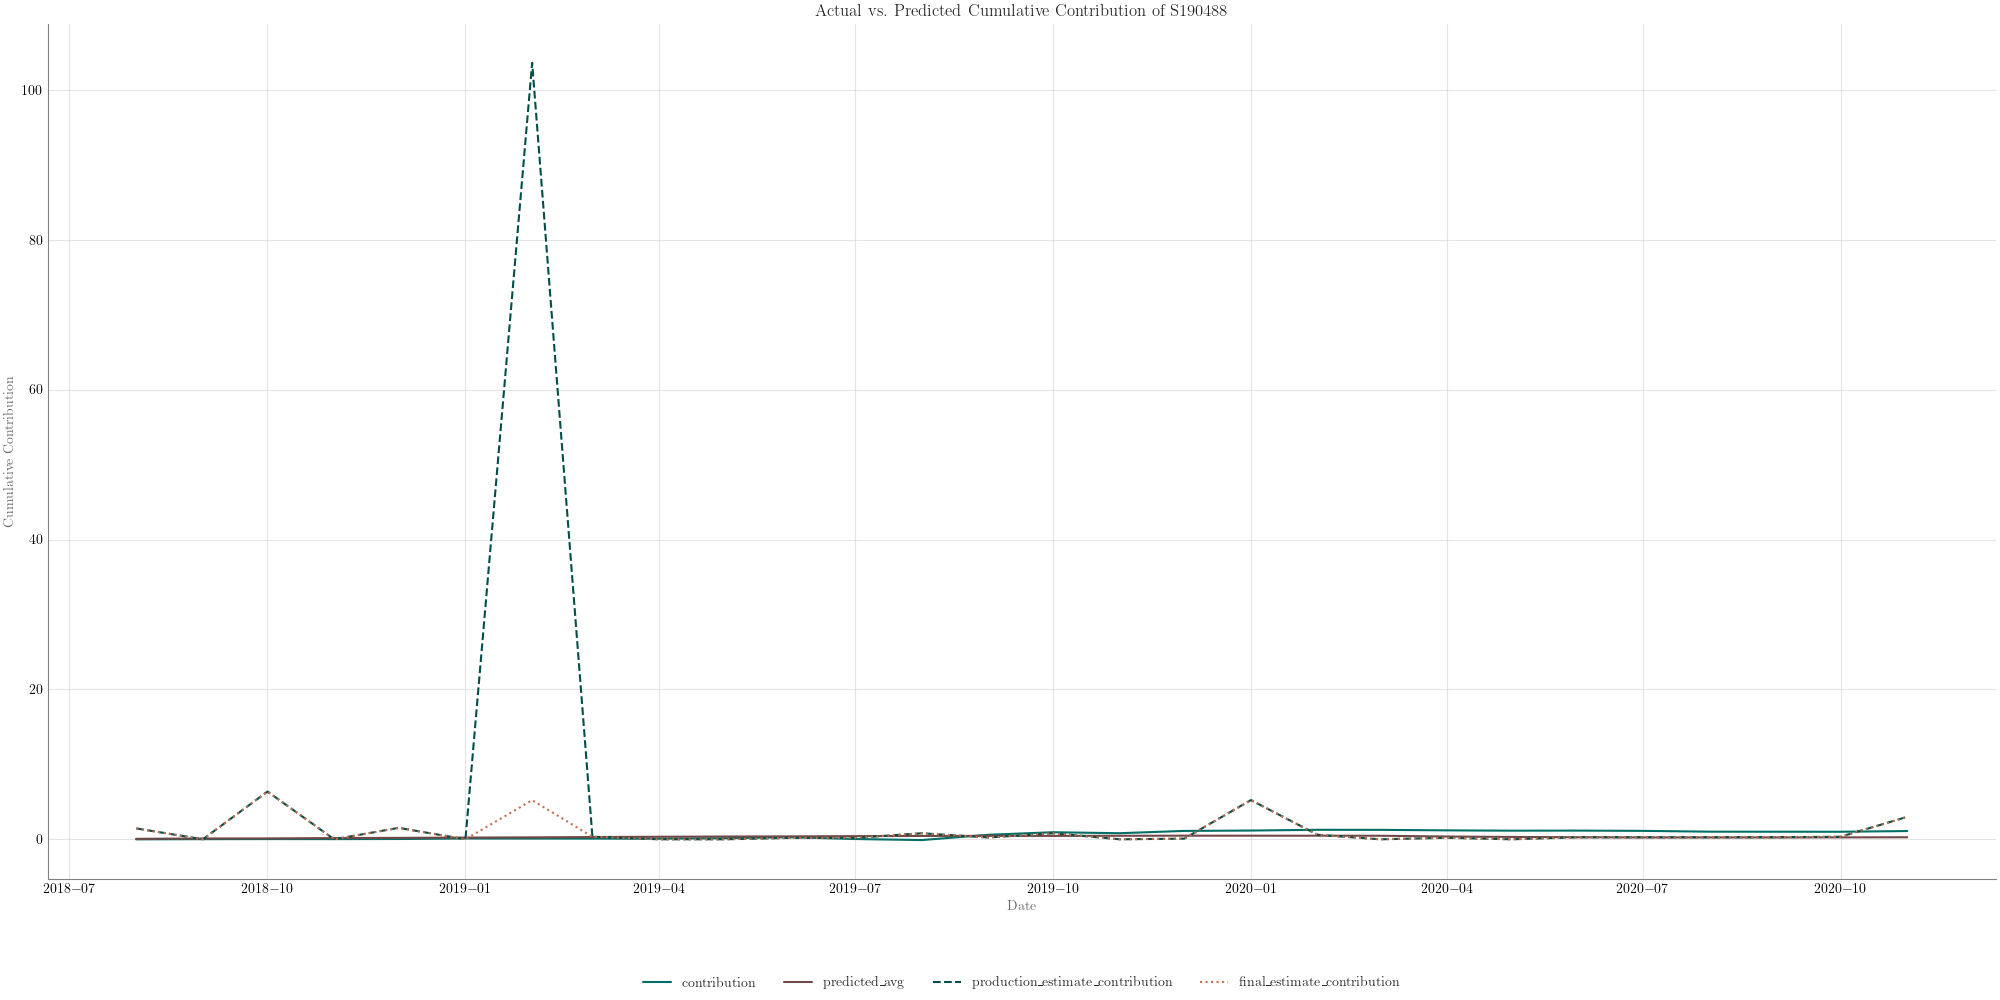 Actual vs. Predicted Cumulative Contribution of S190488
Cumulative Contribution
100
80
60
40
20
0
2018−07 2018−10 2019−01 2019−04 2019−07 2019−10 2020−01 2020−04 2020−07 2020−10
Date
contribution predicted_avg production_estimate_contribution final_estimate_contribution